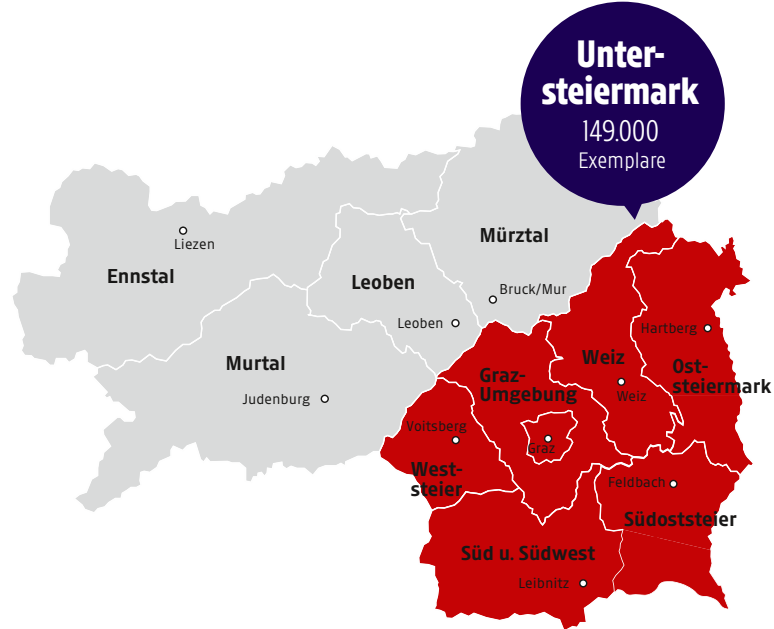 Unter-
steiermark
149.000
Exemplare
Liezen
Ennstal
Mürztal
Leoben
Bruck/Mur
Leoben
Murtal
Judenburg
Hartberg
Weiz
Weiz
Ost-
steiermark
Graz-
Umgebung
Graz
Voitsberg
West-
steier
Feldbach
Südoststeier
Süd u. Südwest
Leibnitz